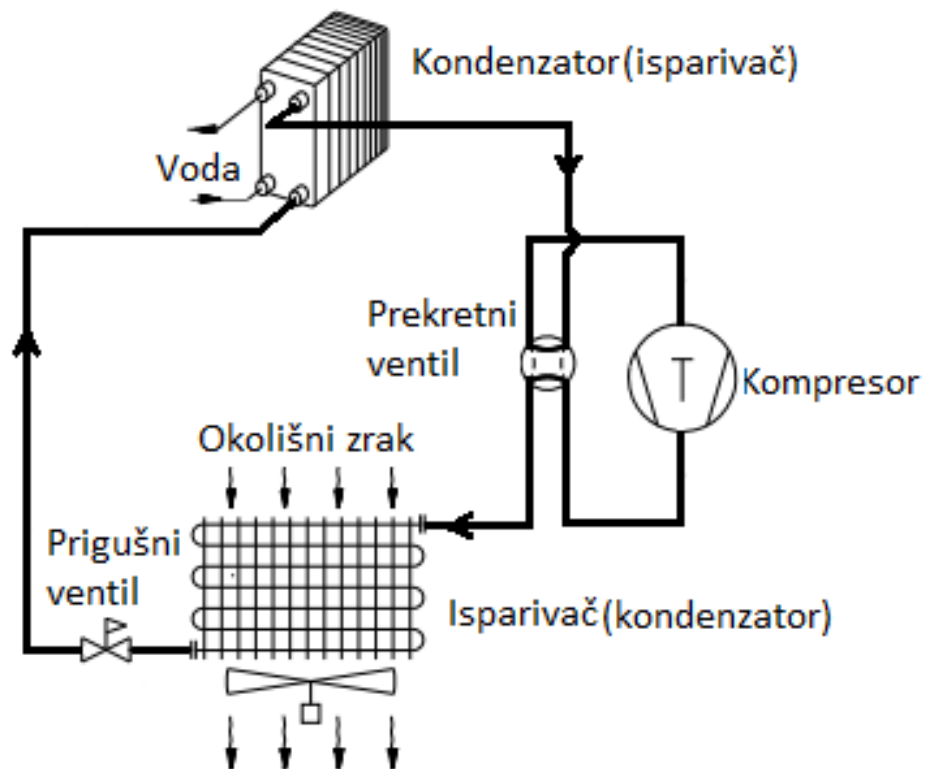 Kondenzator(isparivač)
Voda
Prekretni
ventil
Kompresor
Okolišni zrak
Prigušni
ventil
Isparivač(kondenzator)